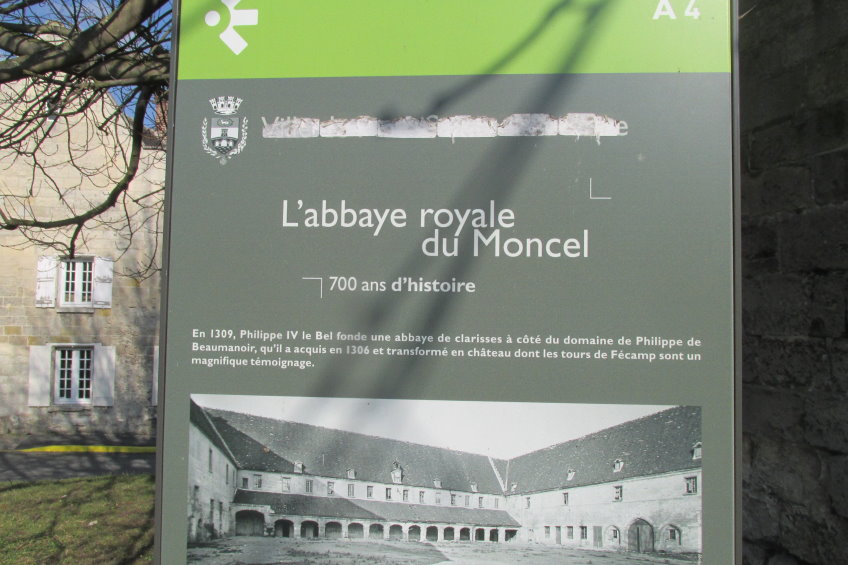 A 4
L'abbaye royale
du Moncel
700 ans d'histoire
En 1309, Philippe IV le Bel fonde une abbaye de clarisses à côté du domaine de Philippe de
Beaumanoir, qu'il a acquis en 1306 et transformé en château dont les tours de Fécamp sont un
magnifique témoignage.